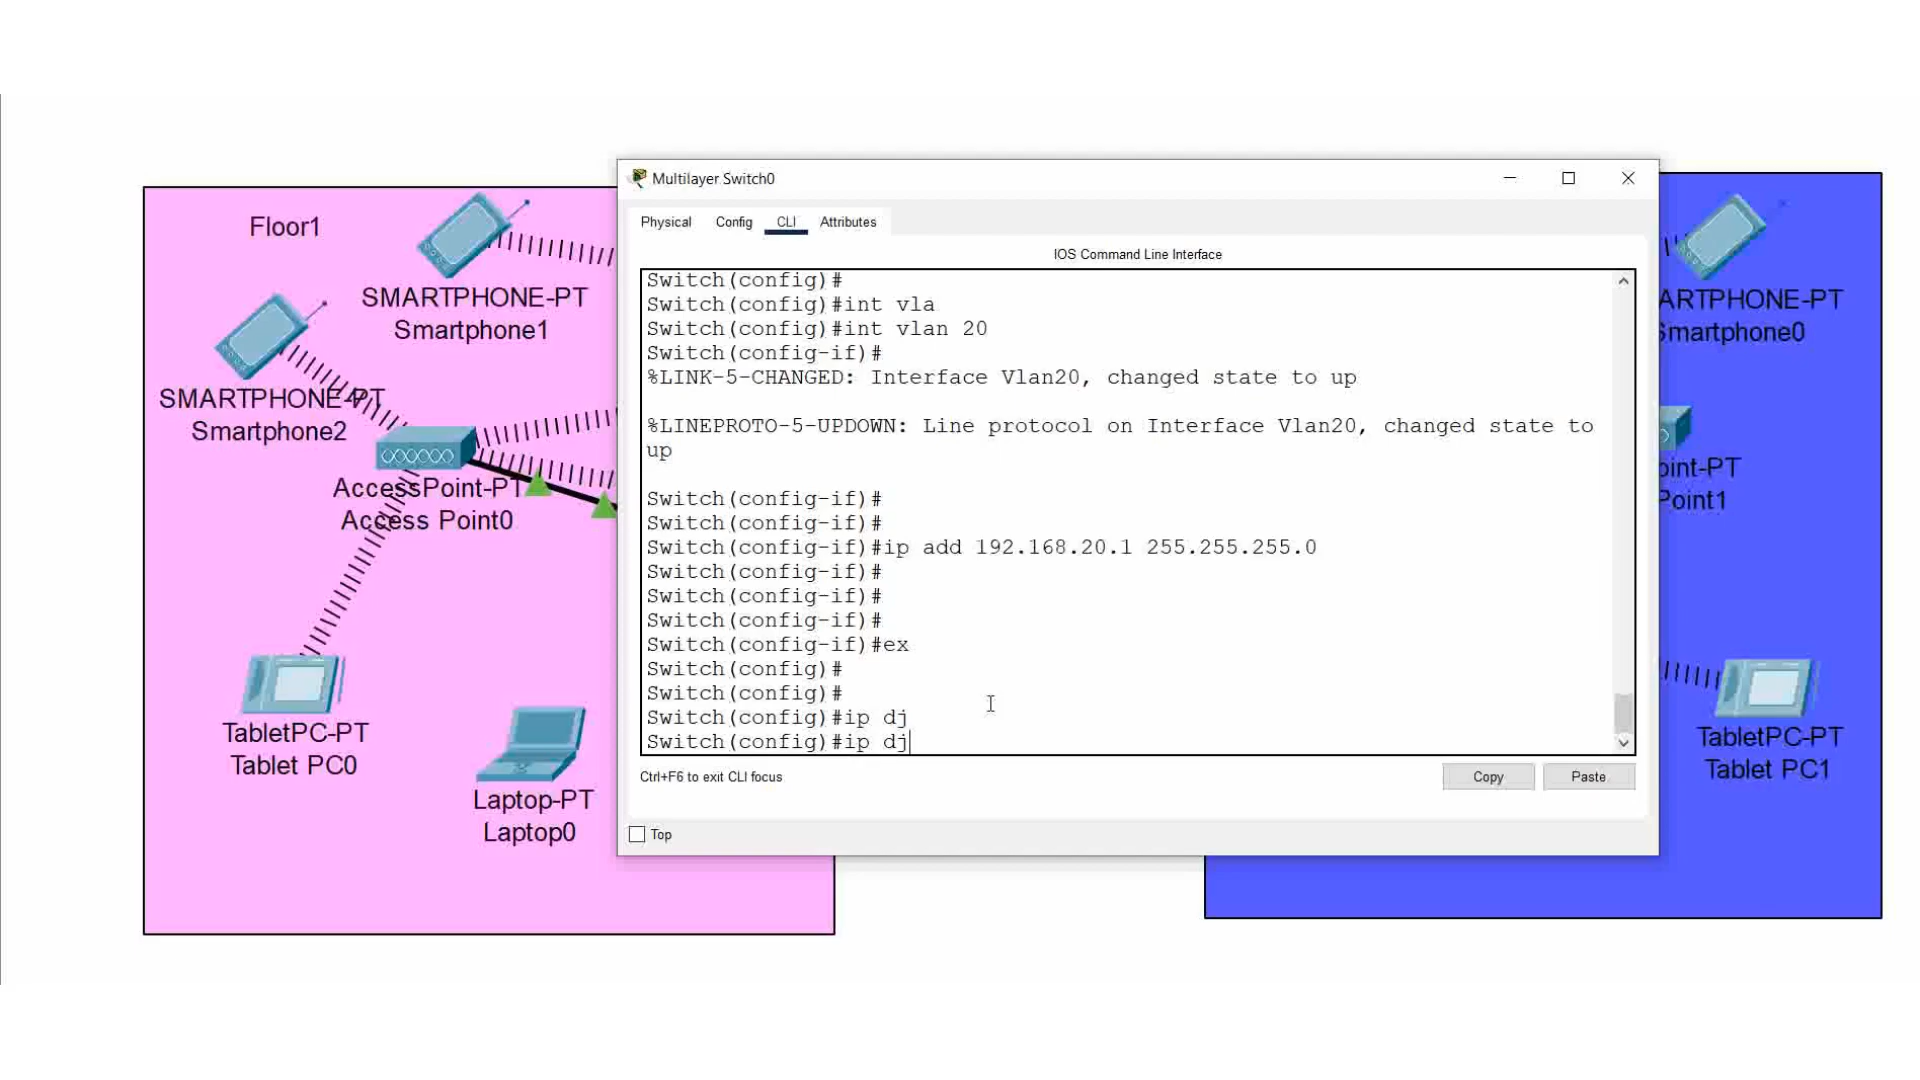 Floor1
SMARTPHONE-PT
Smartphone1
SMARTPHONE-PT
Smartphone2
AccessPoint-PT
Access Point0
TabletPC-PT
Tablet PC0
Laptop-PT
Laptop0
Multilayer Switch0
Physical Config CLI Attributes
IOS Command Line Interface
Switch(config)#
Switch(config)#int vla
Switch(config)#int vlan 20
Switch(config-if)#
%LINK-5-CHANGED: Interface Vlan20, changed state to up
%LINEPROTO-5-UPDOWN: Line protocol on Interface Vlan20, changed state to
up
Switch(config-if)#
Switch(config-if)#
Switch(config-if)#ip add 192.168.20.1 255.255.255.0
Switch(config-if)#
Switch(config-if)#
Switch(config-if)#
Switch(config-if)#ex
Switch(config)#
Switch(config)#
Switch(config)#ip dj
Switch(config)#ip dj
Ctrl+F6 to exit CLI focus
Copy Paste
Top
ARTPHONE-PT
martphone0
oint-PT
Point1
TabletPC-PT
Tablet PC1